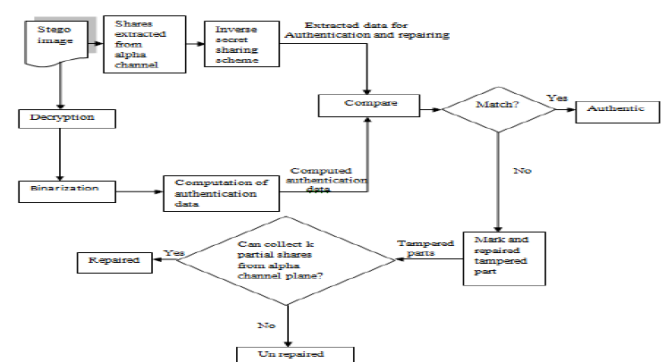 Stego
image
Shares
extracted
from
alpha
channel
Inverse
secret
sharing
scheme
Extracted data for
Authentication and repairing
Compare
Match?
Yes
Authentic
Decryption
Binarization
Computation of
authentication
data
Computed
authentication
data
No
Mark and
repaired
tampered
part
Tampered
parts
Can collect k
partial shares
from alpha
channel plane?
Yes
Repaired
No
Un repaired